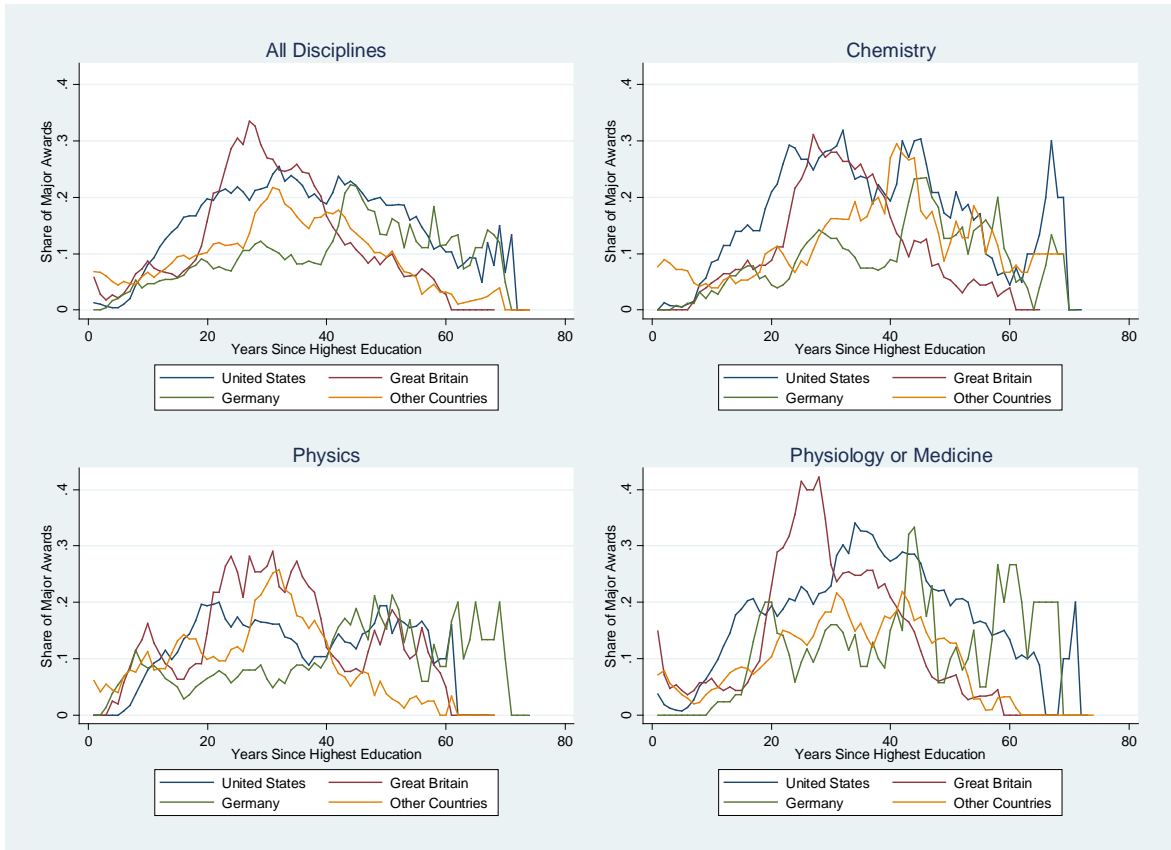 All Disciplines
Share of Major Awards
.4
.3
.2
.1
0
0 20 40 60 80
Years Since Highest Education
United States Great Britain
Germany Other Countries
Chemistry
Share of Major Awards
.4
.3
.2
.1
0
0 20 40 60 80
Years Since Highest Education
United States Great Britain
Germany Other Countries
Physics
Share of Major Awards
.4
.3
.2
.1
0
0 20 40 60 80
Years Since Highest Education
United States Great Britain
Germany Other Countries
Physiology or Medicine
Share of Major Awards
.4
.3
.2
.1
0
0 20 40 60 80
Years Since Highest Education
United States Great Britain
Germany Other Countries